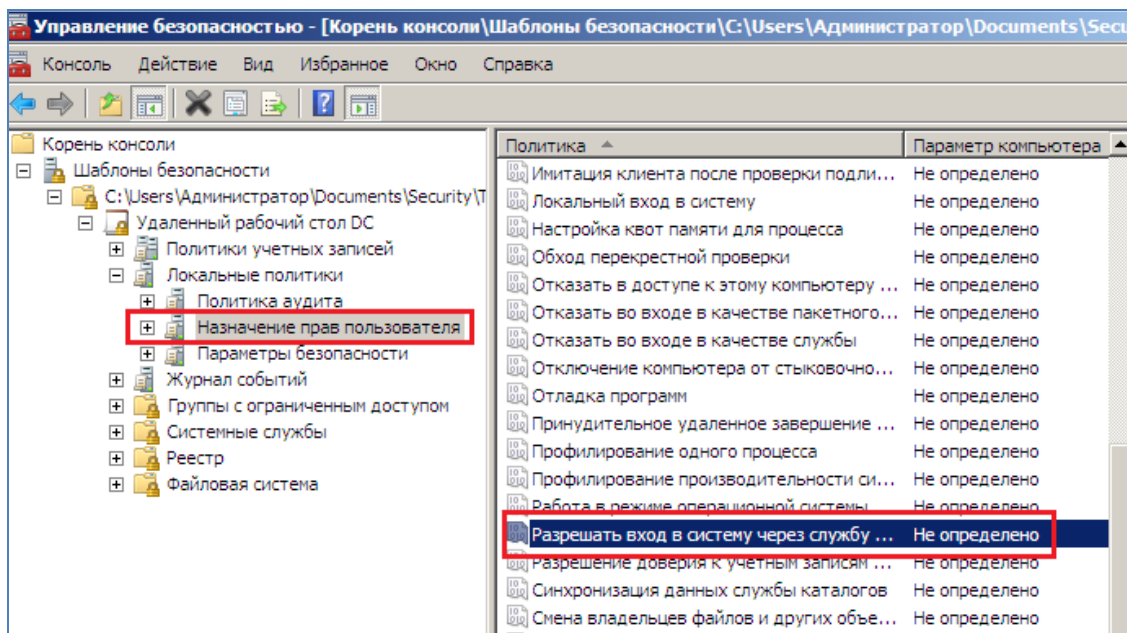 Управление безопасностью - [Корень консоли\Шаблоны безопасности\C:\Users\Администратор\Documents\Secu
Консоль Действие Вид Избранное Окно Справка
Корень консоли
Шаблоны безопасности
C:\Users\Администратор\Documents\Security\T
Удаленный рабочий стол DC
Политики учетных записей
Локальные политики
Политика аудита
Назначение прав пользователя
Параметры безопасности
Журнал событий
Группы с ограниченным доступом
Системные службы
Реестр
Файловая система
Политика Параметр компьютера
Имитация клиента после проверки подли... Не определено
Локальный вход в систему Не определено
Настройка квот памяти для процесса Не определено
Обход перекрестной проверки Не определено
Отказать в доступе к этому компьютеру ... Не определено
Отказать во входе в качестве пакетного... Не определено
Отказать во входе в качестве службы Не определено
Отключение компьютера от стыковочно... Не определено
Отладка программ Не определено
Принудительное удаленное завершение ... Не определено
Профилирование одного процесса Не определено
Профилирование производительности си... Не определено
Работа в режиме операционной системы Не определено
Разрешать вход в систему через службу ... Не определено
Разрешение доверия к учетным записям ... Не определено
Синхронизация данных службы каталогов Не определено
Смена владельцев файлов и других объе... Не определено